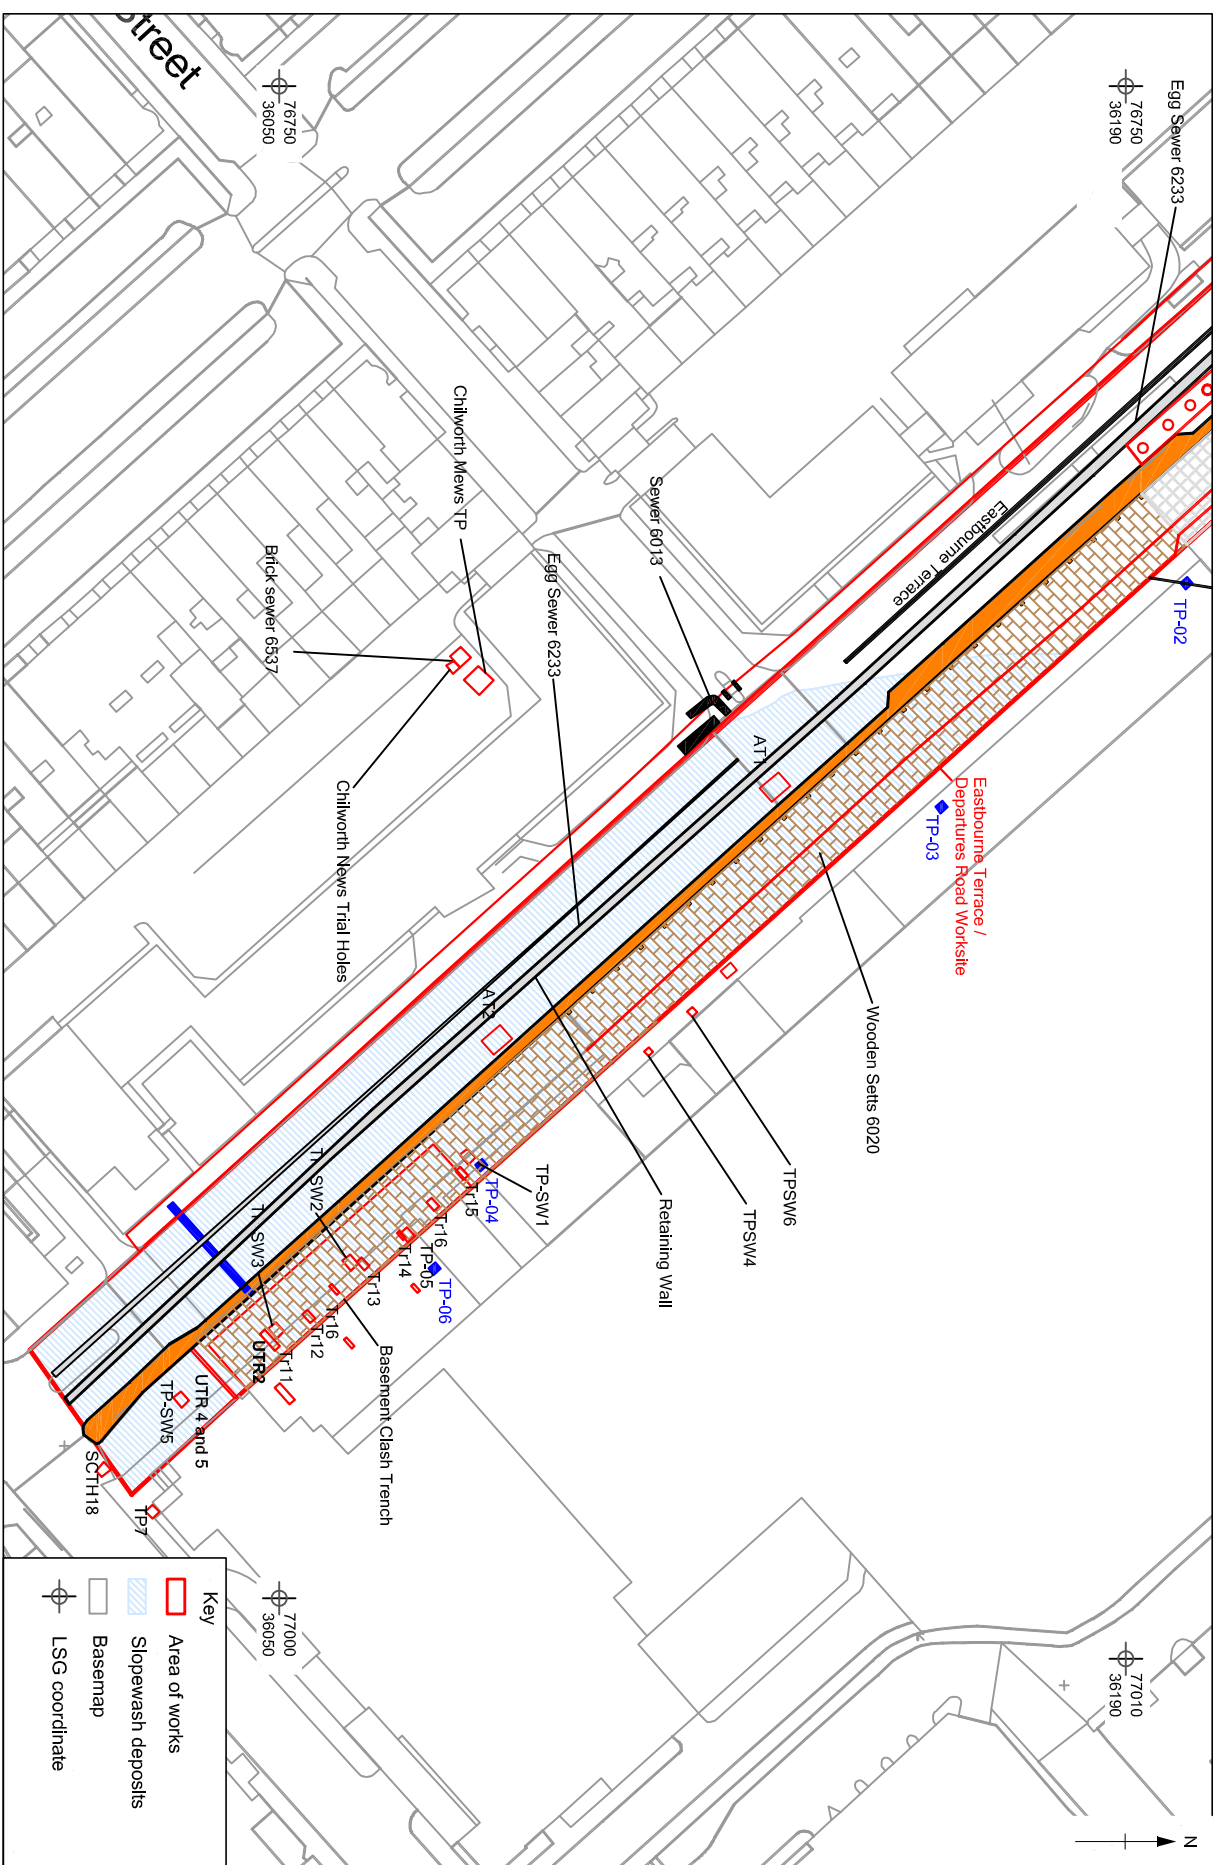 Street
76750
36050
76750
36190
Egg Sewer 6233
Chilworth Mews TP
Brick sewer 6537
Sewer 6013
Egg Sewer 6233
Eastbourne Terrace
TP-02
AT1
Eastbourne Terrace /
Departures Road Worksite
TP-03
Chilworth News Trial Holes
Wooden Setts 6020
AT2
TPSW6
TPSW4
Retaining Wall
TP-SW1
TP-04
Tr15
Tr16
TP-05
Tr14
TP-06
TP-SW2
Tr13
TP-SW3
Tr16
Tr12
Tr11
UTR2
Basement Clash Trench
UTR 4 and 5
TP-SW5
SCTH18
TP7
77000
36050
77010
36190
Key
Area of works
Slopewash deposits
Basemap
LSG coordinate
N